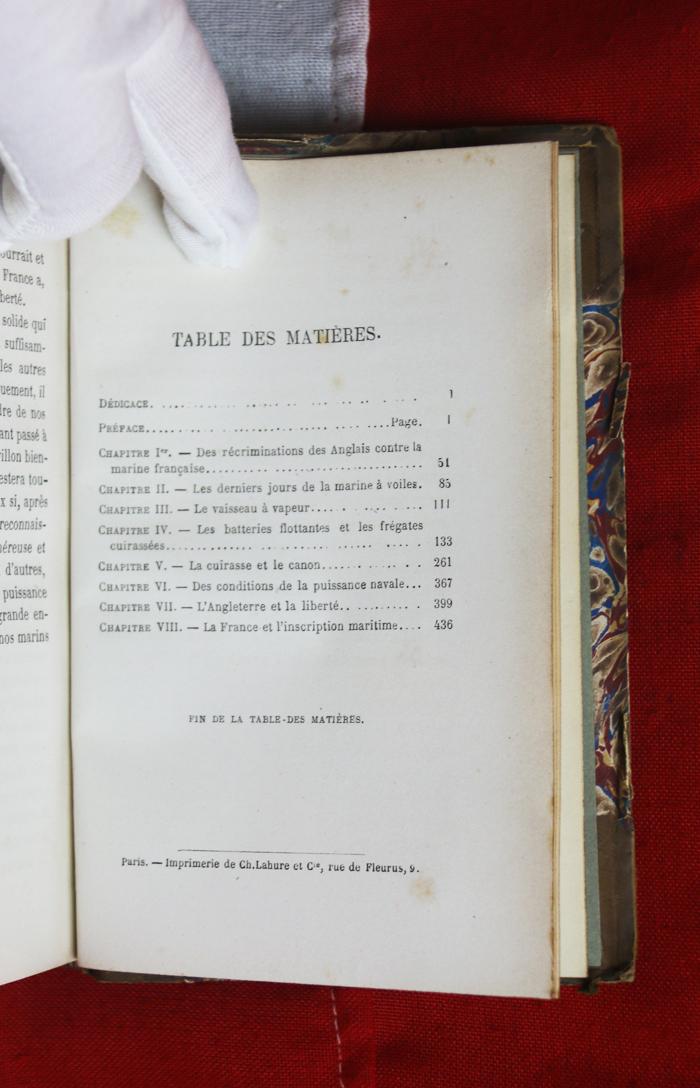 ourrait et
France a,
berté.
solide qui
suffisam-
les autres
uement, il
dre de nos
ant passé à
rillon bien-
estera tou-
x si, après
reconnais-
néreuse et
d'autres,
puissance
grande en-
nos marins
TABLE DES MATIÈRES.
DÉDICACE. 1
PRÉFACE. Page. I
CHAPITRE Iᵉʳ. — Des récriminations des Anglais contre la
marine française. 51
CHAPITRE II. — Les derniers jours de la marine à voiles. 85
CHAPITRE III. — Le vaisseau à vapeur. 111
CHAPITRE IV. — Les batteries flottantes et les frégates
cuirassées. 133
CHAPITRE V. — La cuirasse et le canon. 261
CHAPITRE VI. — Des conditions de la puissance navale... 367
CHAPITRE VII. — L'Angleterre et la liberté. 399
CHAPITRE VIII. — La France et l'inscription maritime.... 436
FIN DE LA TABLE-DES MATIÈRES.
Paris. — Imprimerie de Ch. Lahure et Cⁱᵉ, rue de Fleurus, 9.